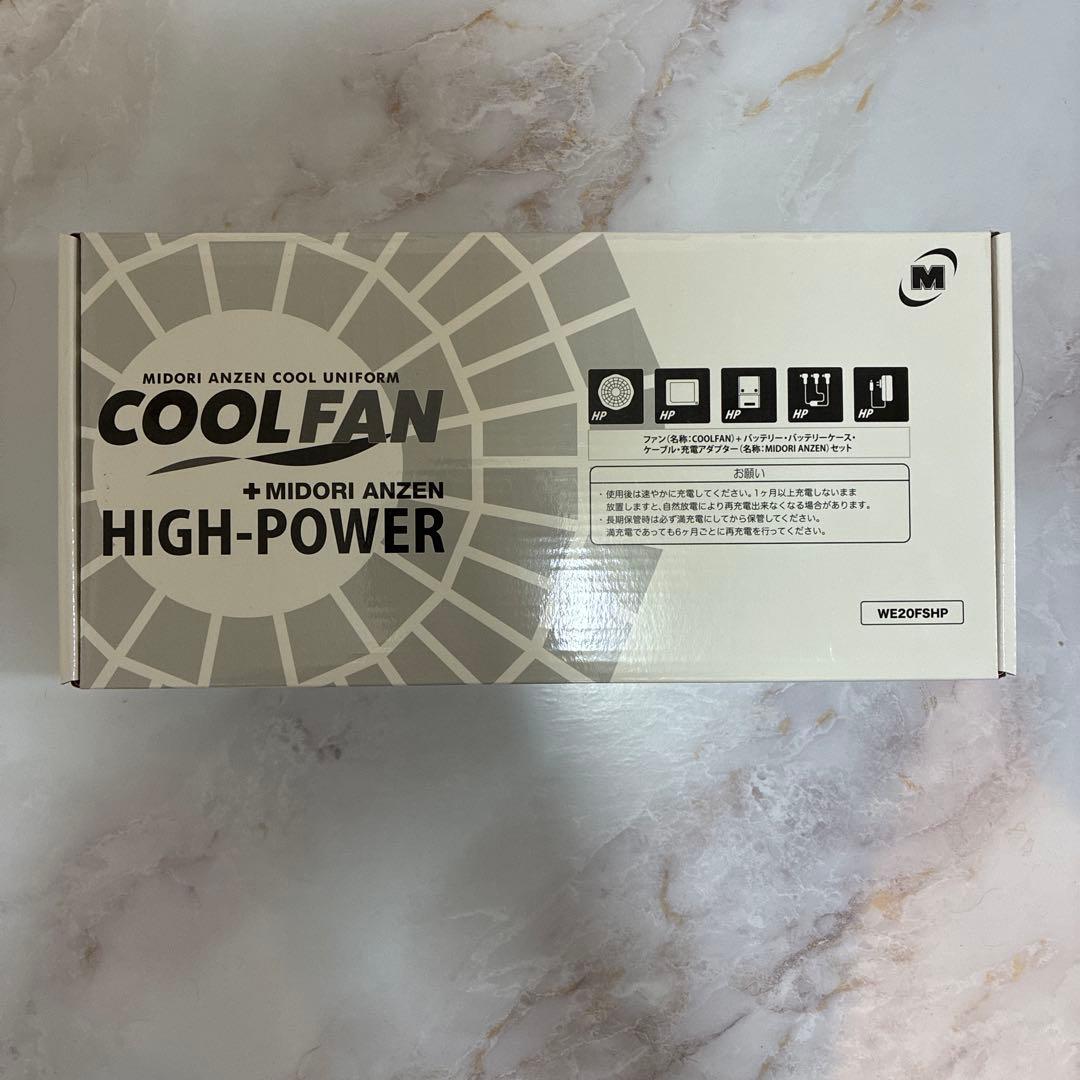 MIDORI ANZEN COOL UNIFORM
COOLFAN
+MIDORI ANZEN
HIGH-POWER
M
HP HP HP HP HP
ファン(名称:COOLFAN)+バッテリー・バッテリーケース・
ケーブル・充電アダプター(名称:MIDORI ANZEN)セット
お願い
・使用後は速やかに充電してください。1ヶ月以上充電しないまま
放置しますと、自然放電により再充電出来なくなる場合があります。
・長期保管時は必ず満充電にしてから保管してください。
満充電であっても6ヶ月ごとに再充電を行ってください。
WE20FSHP